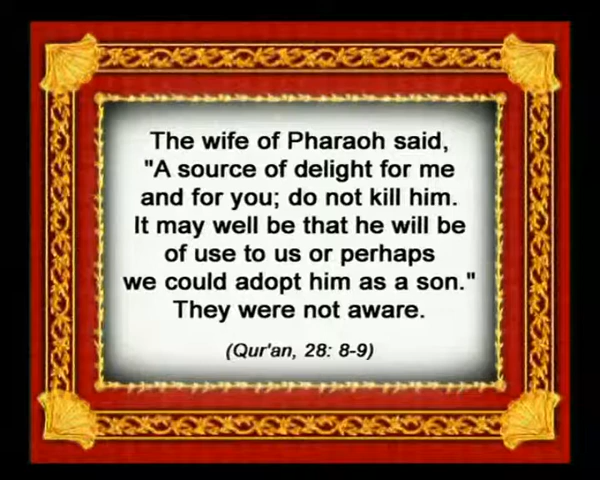 The wife of Pharaoh said,
"A source of delight for me
and for you; do not kill him.
It may well be that he will be
of use to us or perhaps
we could adopt him as a son."
They were not aware.
(Qur'an, 28: 8-9)